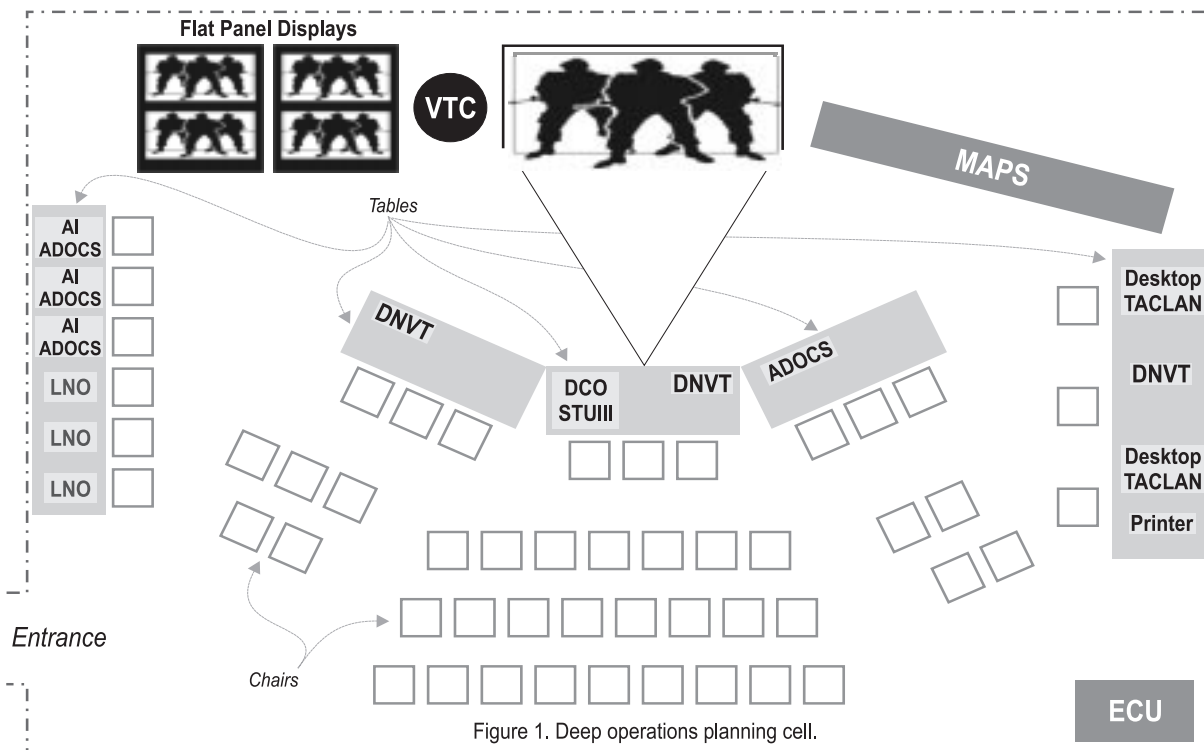 Flat Panel Displays
VTC
MAPS
Tables
AI
ADOCS
AI
ADOCS
AI
ADOCS
LNO
LNO
LNO
DNVT
DCO
STUIII
DNVT
ADOCS
Desktop
TACLAN
DNVT
Desktop
TACLAN
Printer
Entrance
Chairs
ECU
Figure 1. Deep operations planning cell.